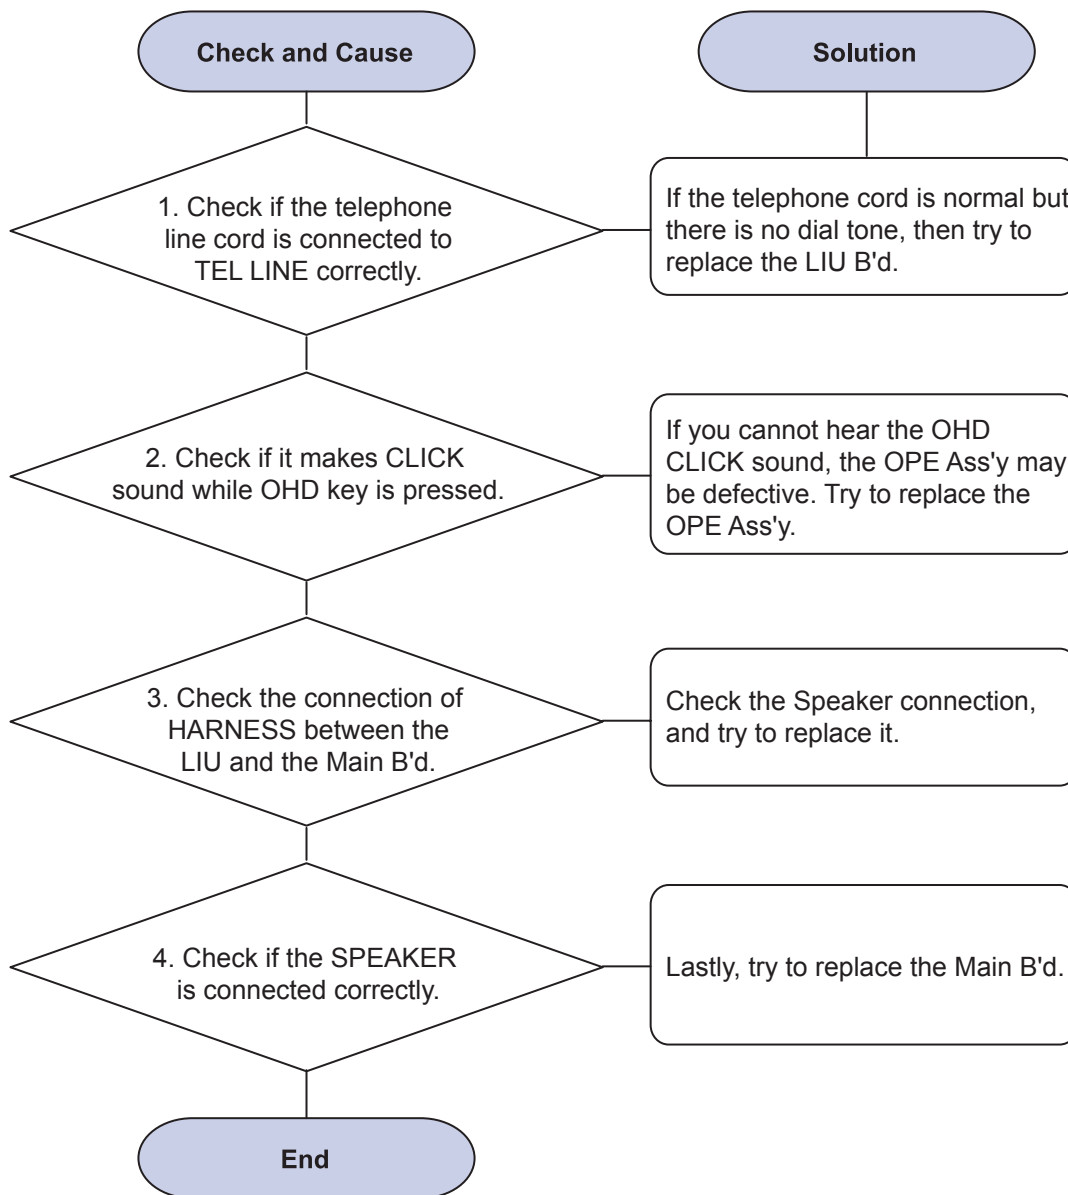 Check and Cause
Solution
1. Check if the telephone
line cord is connected to
TEL LINE correctly.
If the telephone cord is normal but
there is no dial tone, then try to
replace the LIU B'd.
2. Check if it makes CLICK
sound while OHD key is pressed.
If you cannot hear the OHD
CLICK sound, the OPE Ass'y may
be defective. Try to replace the
OPE Ass'y.
3. Check the connection of
HARNESS between the
LIU and the Main B'd.
Check the Speaker connection,
and try to replace it.
4. Check if the SPEAKER
is connected correctly.
Lastly, try to replace the Main B'd.
End